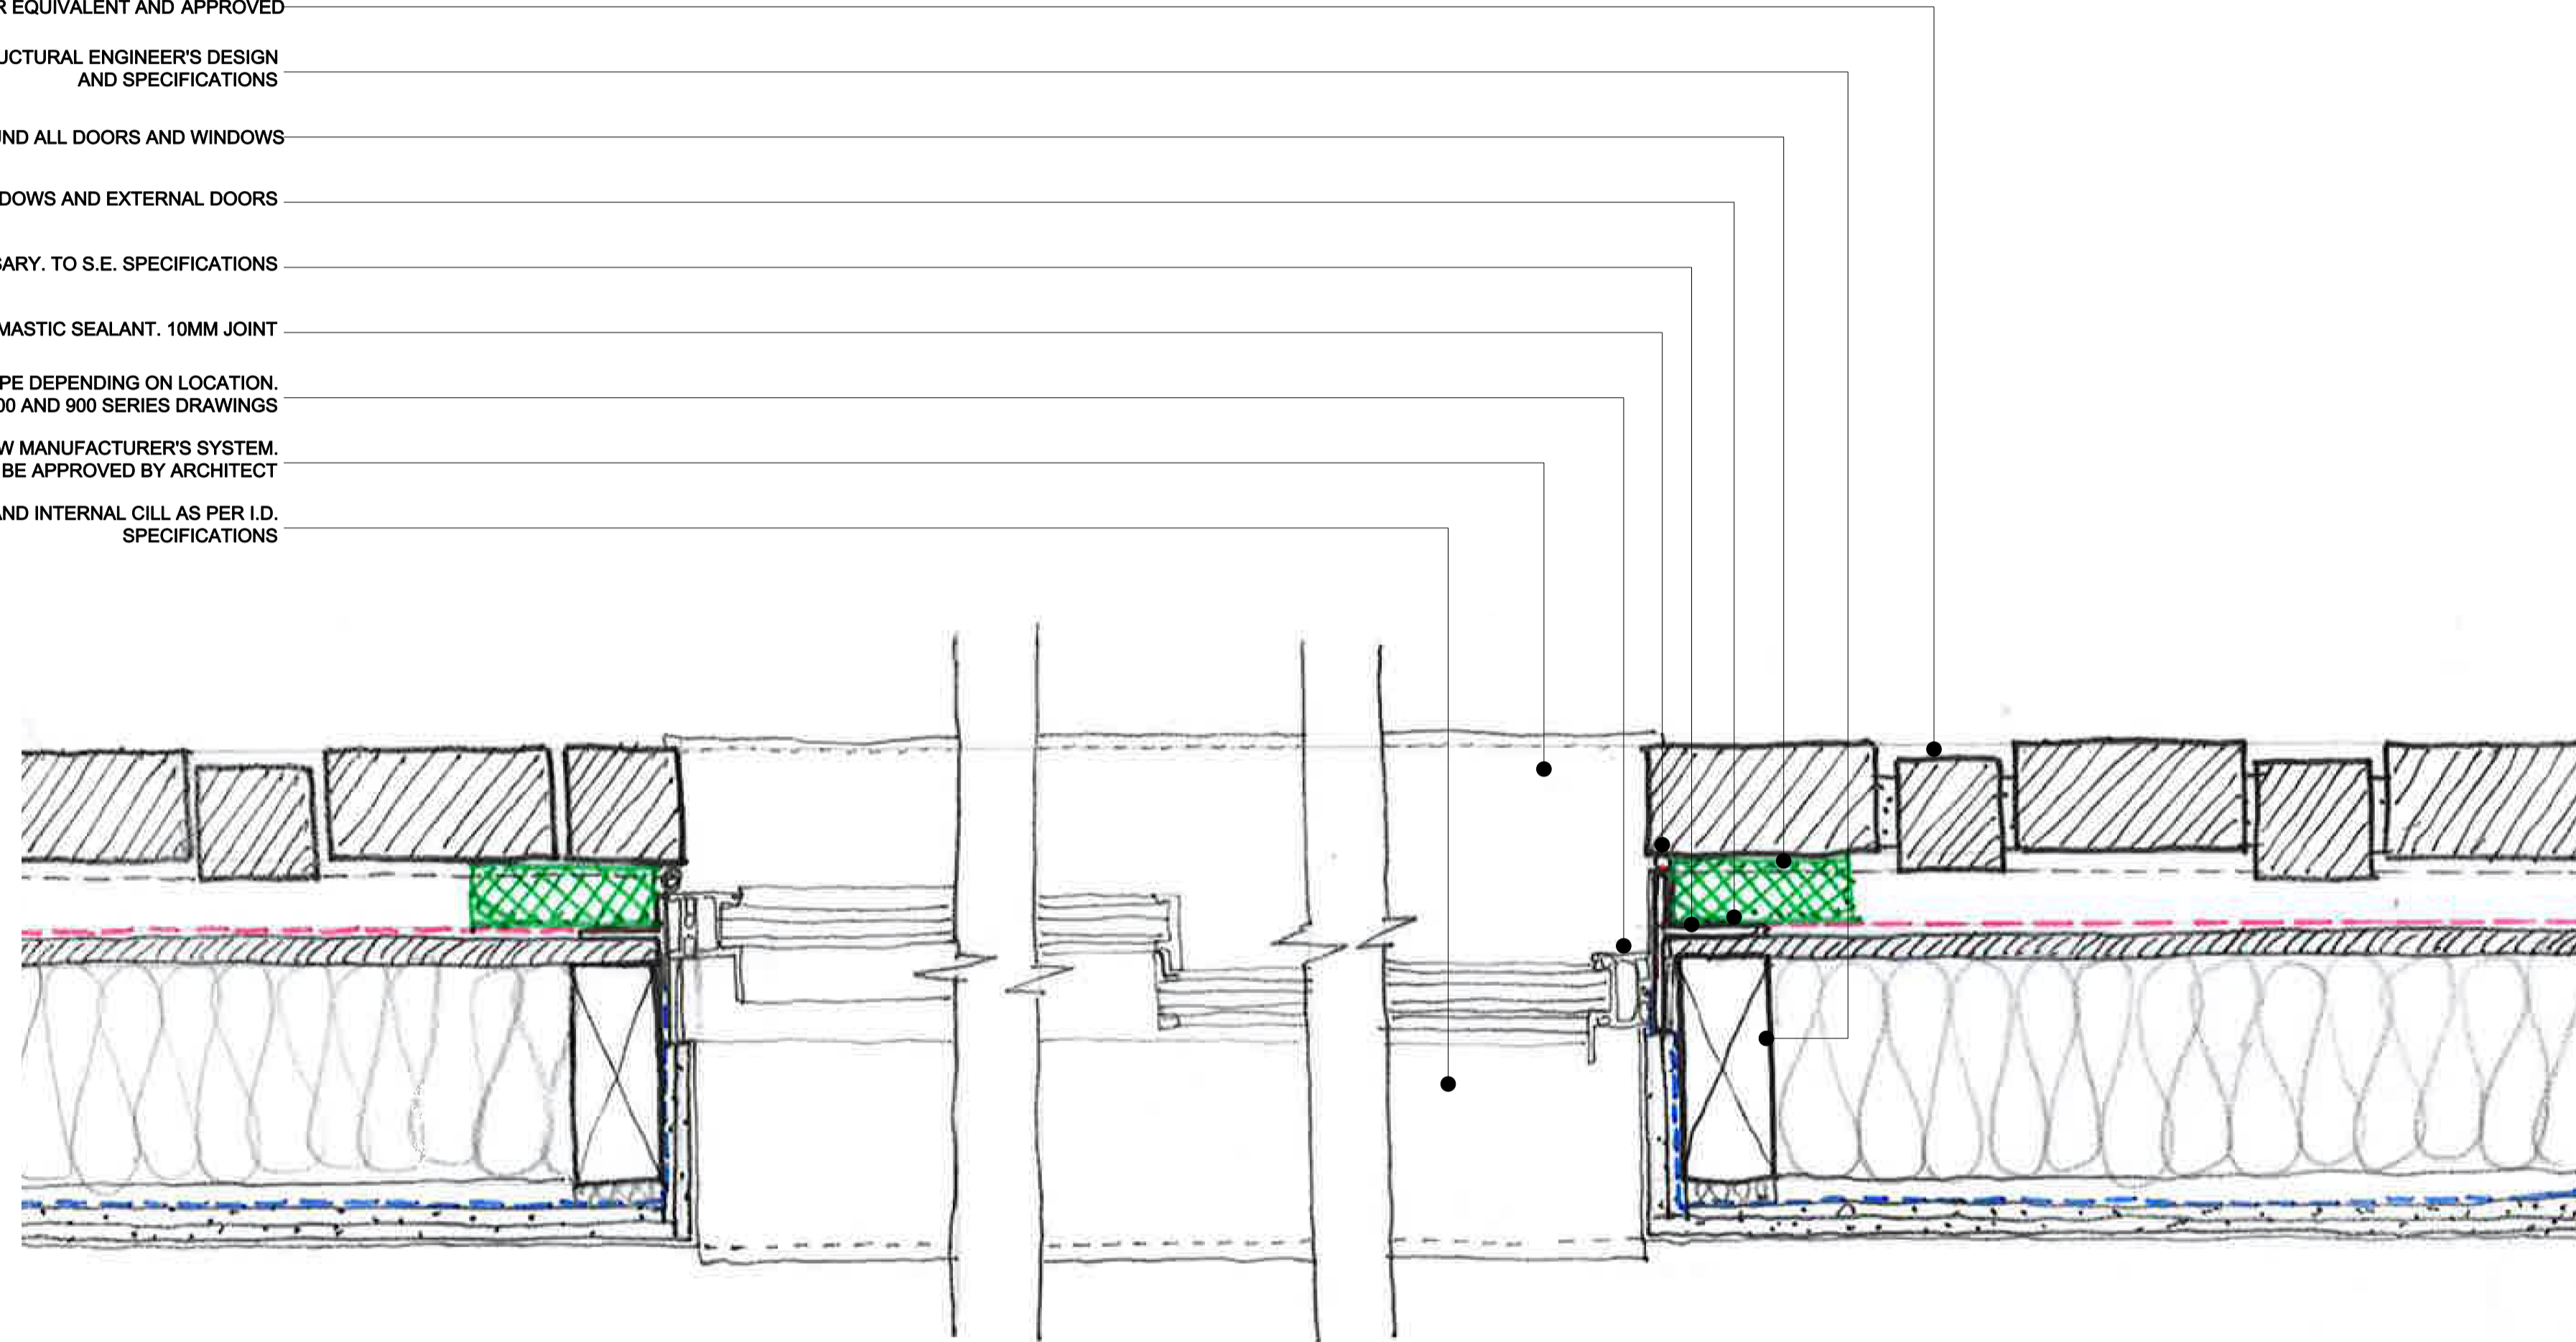 EQUIVALENT AND APPROVED
UCTURAL ENGINEER'S DESIGN
AND SPECIFICATIONS
UND ALL DOORS AND WINDOWS
DOWS AND EXTERNAL DOORS
SARY. TO S.E. SPECIFICATIONS
MASTIC SEALANT. 10MM JOINT
PE DEPENDING ON LOCATION.
00 AND 900 SERIES DRAWINGS
W MANUFACTURER'S SYSTEM.
BE APPROVED BY ARCHITECT
AND INTERNAL CILL AS PER I.D.
SPECIFICATIONS